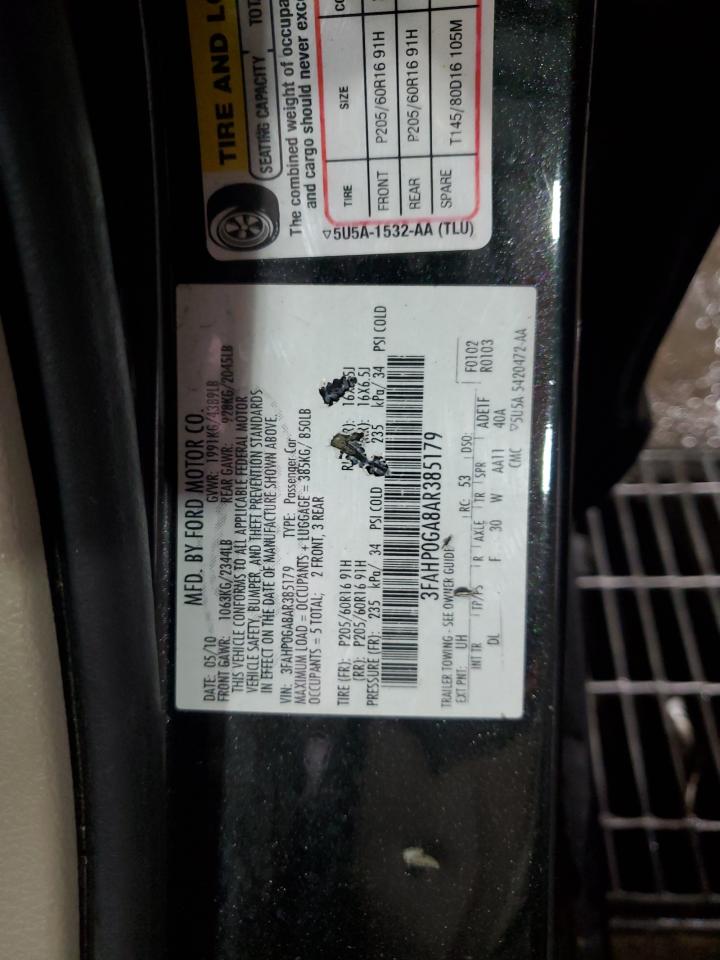 TIRE AND LO
SEATING CAPACITY TOT
The combined weight of occupa
and cargo should never exce
TIRE SIZE CO
FRONT P205/60R16 91H
REAR P205/60R16 91H
SPARE T145/80D16 105M
▽5U5A-1532-AA (TLU)
MFD. BY FORD MOTOR CO.
DATE: 05/10 GVWR: 1991KG/4389LB
FRONT GAWR: 1063KG/2344LB REAR GAWR: 928KG/2045LB
THIS VEHICLE CONFORMS TO ALL APPLICABLE FEDERAL MOTOR
VEHICLE SAFETY, BUMPER, AND THEFT PREVENTION STANDARDS
IN EFFECT ON THE DATE OF MANUFACTURE SHOWN ABOVE.
VIN: 3FAHP0GA8AR385179 TYPE: Passenger Car
MAXIMUM LOAD = OCCUPANTS + LUGGAGE = 385KG/ 850LB
OCCUPANTS = 5 TOTAL; 2 FRONT, 3 REAR
TIRE (FR): P205/60R16 91H
(RR): P205/60R16 91H 16X6.5J
PRESSURE (FR): 235 kPa/ 34 PSI COLD 235 kPa/ 34 PSI COLD
3FAHP0GA8AR385179
TRAILER TOWING - SEE OWNER GUIDE
EXT PNT: UH RC: 53 DSO: F0102
R0103
INT TR TP/PS R AXLE TR SPR ADE1F
DL F 30 W AA11 40A
CMC ▽5U5A 5420472-AA